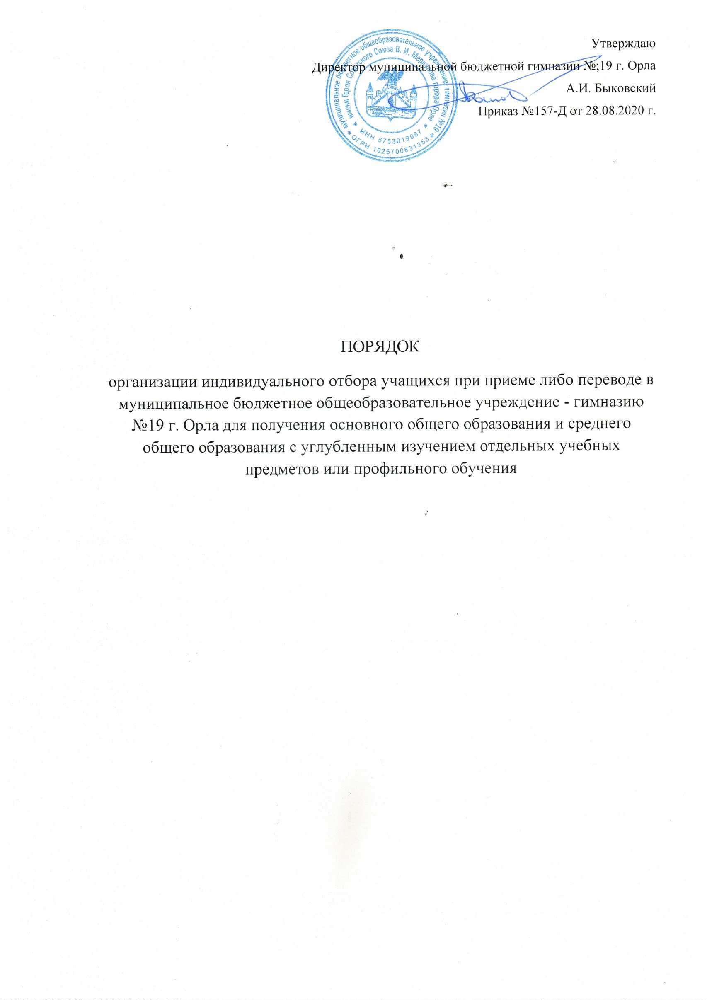 Утверждаю
Директор муниципальной бюджетной гимназии №;19 г. Орла
А.И. Быковский
Приказ №157-Д от 28.08.2020 г.
муниципальное бюджетное общеобразовательное учреждение гимназия №19
имени Героя Советского Союза В. И. Меркулова города Орла
ИНН 5753019987
ОГРН 1025700831353
ПОРЯДОК
организации индивидуального отбора учащихся при приеме либо переводе в
муниципальное бюджетное общеобразовательное учреждение - гимназию
№19 г. Орла для получения основного общего образования и среднего
общего образования с углубленным изучением отдельных учебных
предметов или профильного обучения